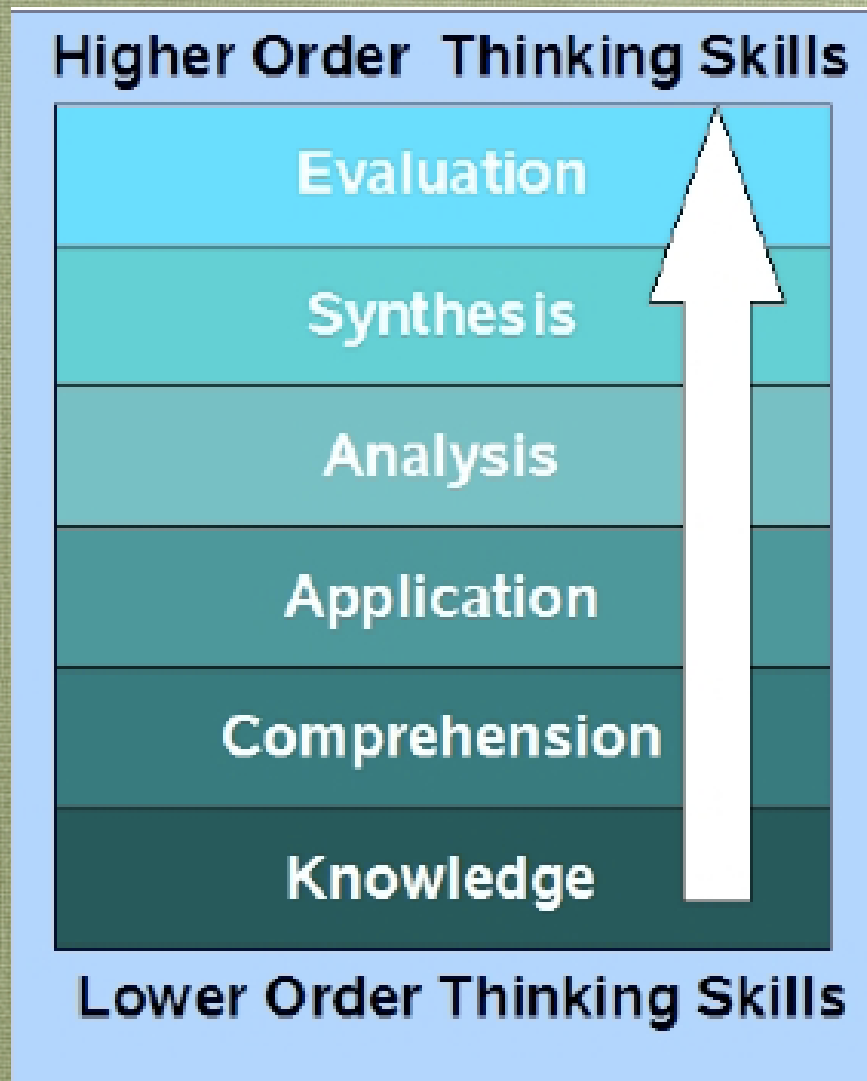 Higher Order Thinking Skills
Evaluation
Synthesis
Analysis
Application
Comprehension
Knowledge
Lower Order Thinking Skills